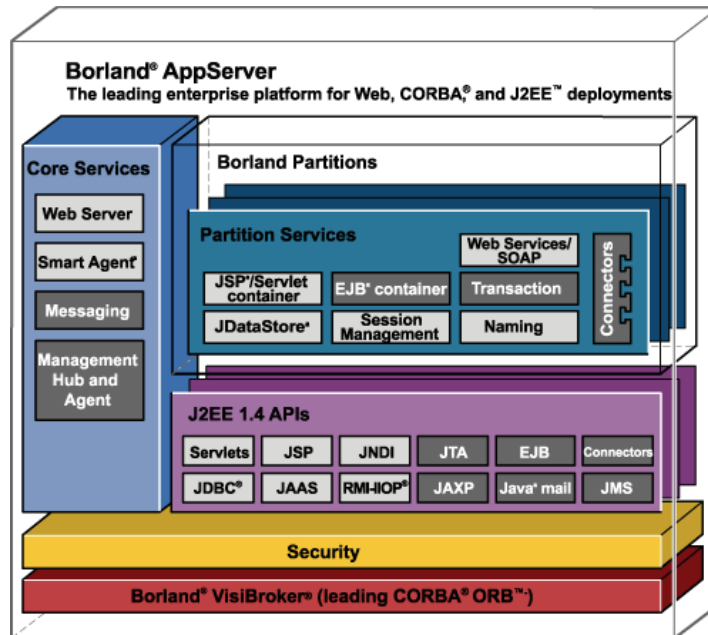 Borland® AppServer
The leading enterprise platform for Web, CORBA,® and J2EE™ deployments
Core Services
Web Server
Smart Agent*
Messaging
Management
Hub and
Agent
Borland Partitions
Partition Services
Web Services/
SOAP
JSP*/Servlet
container
EJB* container
Transaction
JDataStore*
Session
Management
Naming
Connectors
J2EE 1.4 APIs
Servlets
JSP
JNDI
JTA
EJB
Connectors
JDBC®
JAAS
RMI-IIOP®
JAXP
Java* mail
JMS
Security
Borland® VisiBroker® (leading CORBA® ORB™)